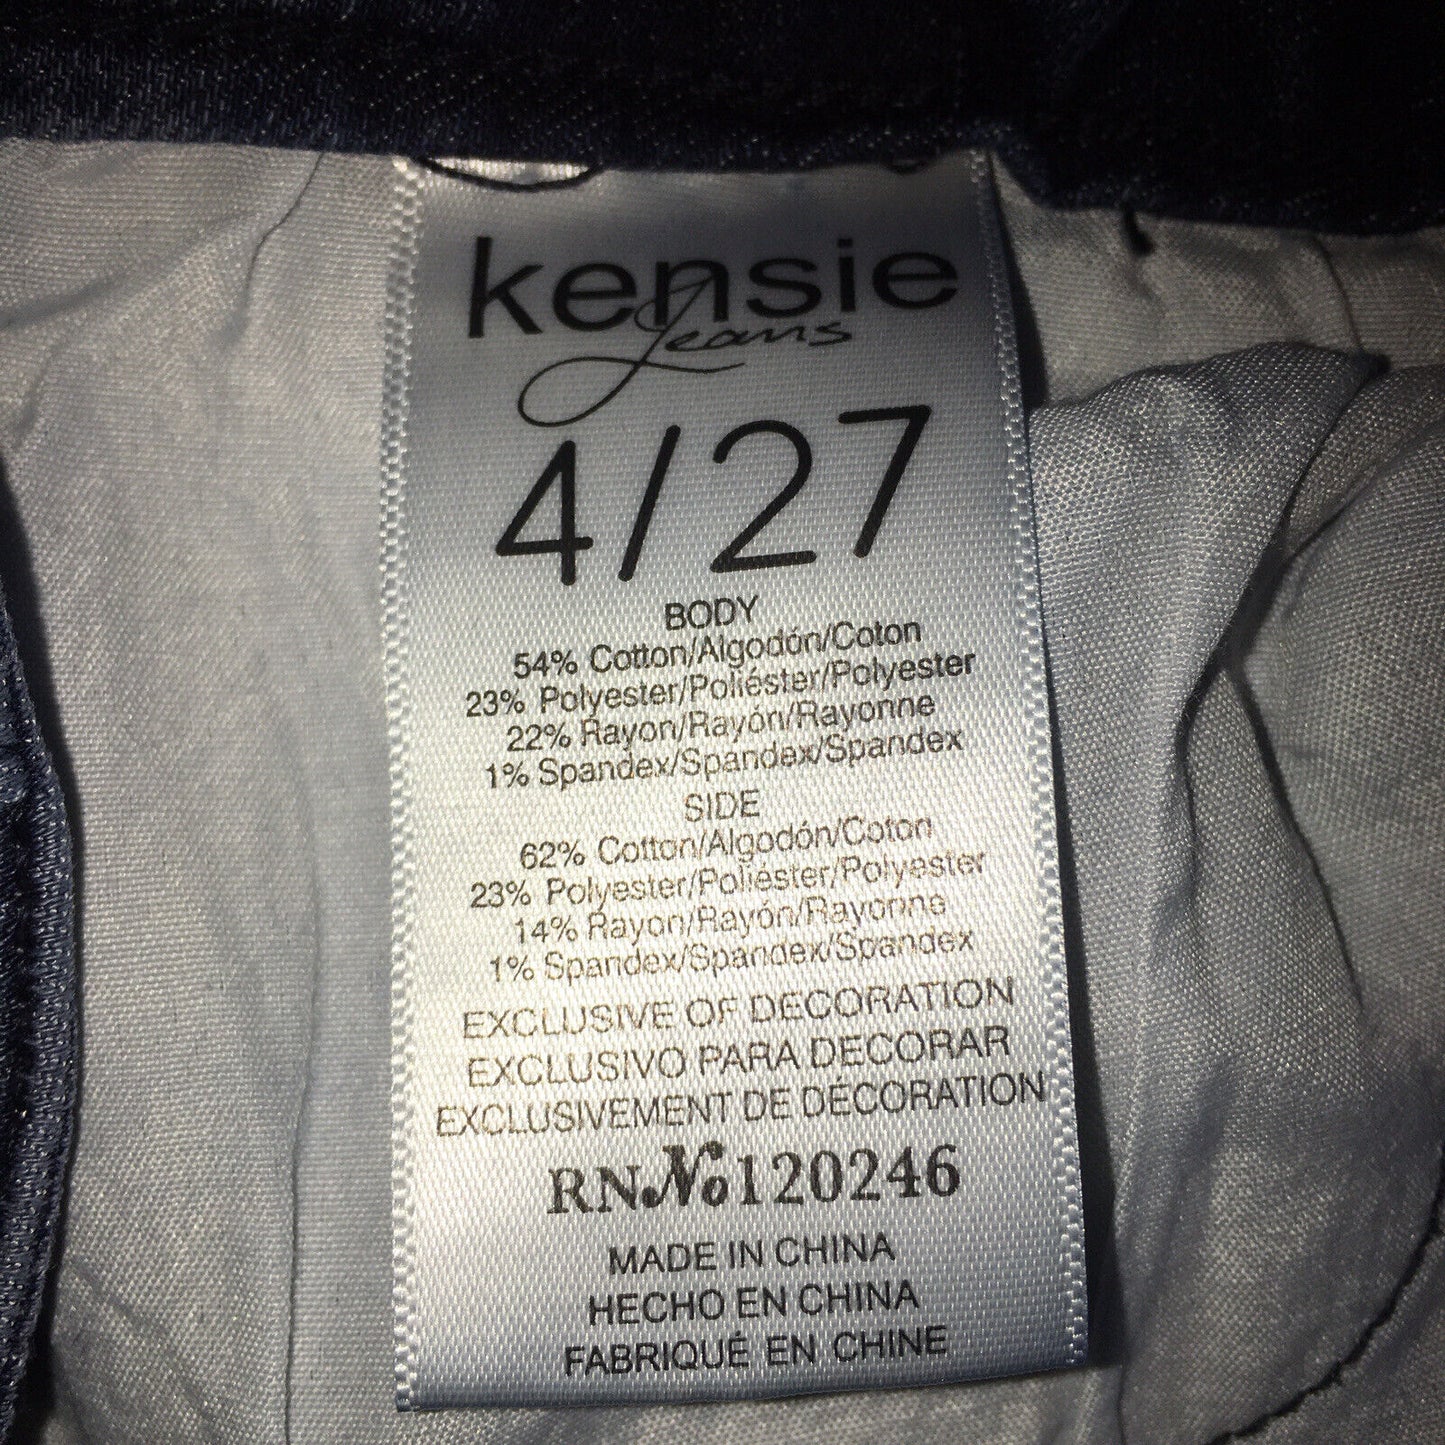 kensie
Jeans
4/27
BODY
54% Cotton/Algodón/Coton
23% Polyester/Poliéster/Polyester
22% Rayon/Rayón/Rayonne
1% Spandex/Spandex/Spandex
SIDE
62% Cotton/Algodón/Coton
23% Polyester/Poliéster/Polyester
14% Rayon/Rayón/Rayonne
1% Spandex/Spandex/Spandex
EXCLUSIVE OF DECORATION
EXCLUSIVO PARA DECORAR
EXCLUSIVEMENT DE DÉCORATION
RN No 120246
MADE IN CHINA
HECHO EN CHINA
FABRIQUÉ EN CHINE